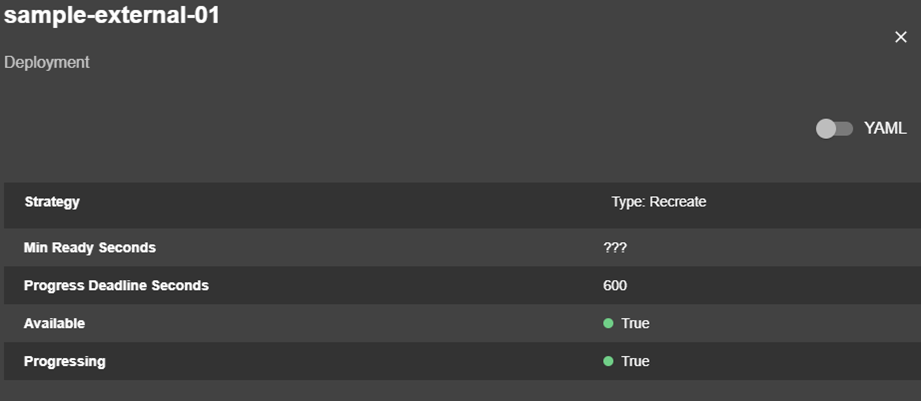 sample-external-01
Deployment
YAML
Strategy Type: Recreate
Min Ready Seconds ???
Progress Deadline Seconds 600
Available True
Progressing True